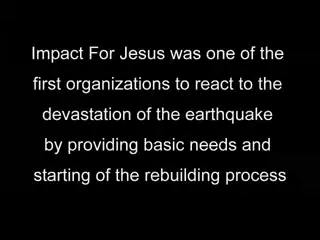 Impact For Jesus was one of the
first organizations to react to the
devastation of the earthquake
by providing basic needs and
starting of the rebuilding process